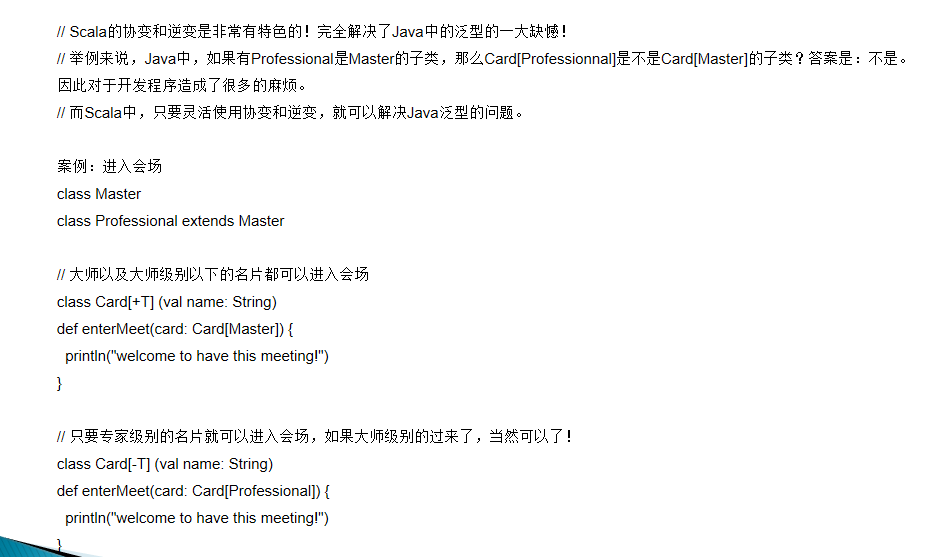 // Scala的协变和逆变是非常有特色的！完全解决了Java中的泛型的一大缺憾！
// 举例来说，Java中，如果有Professional是Master的子类，那么Card[Professionnal]是不是Card[Master]的子类？答案是：不是。
因此对于开发程序造成了很多的麻烦。
// 而Scala中，只要灵活使用协变和逆变，就可以解决Java泛型的问题。
案例：进入会场
class Master
class Professional extends Master
// 大师以及大师级别以下的名片都可以进入会场
class Card[+T] (val name: String)
def enterMeet(card: Card[Master]) {
println("welcome to have this meeting!")
}
// 只要专家级别的名片就可以进入会场，如果大师级别的过来了，当然可以了！
class Card[-T] (val name: String)
def enterMeet(card: Card[Professional]) {
println("welcome to have this meeting!")
}